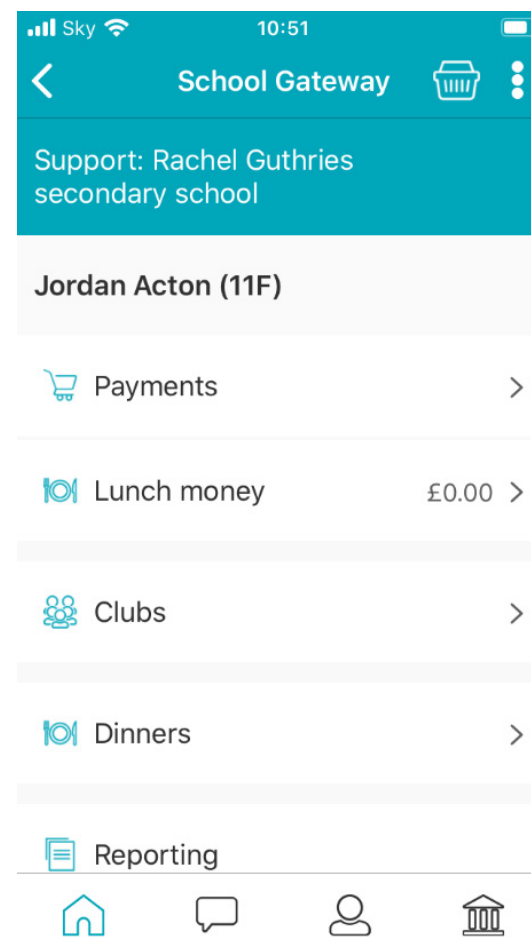 Sky 10:51
School Gateway
Support: Rachel Guthries
secondary school
Jordan Acton (11F)
Payments
Lunch money £0.00
Clubs
Dinners
Reporting